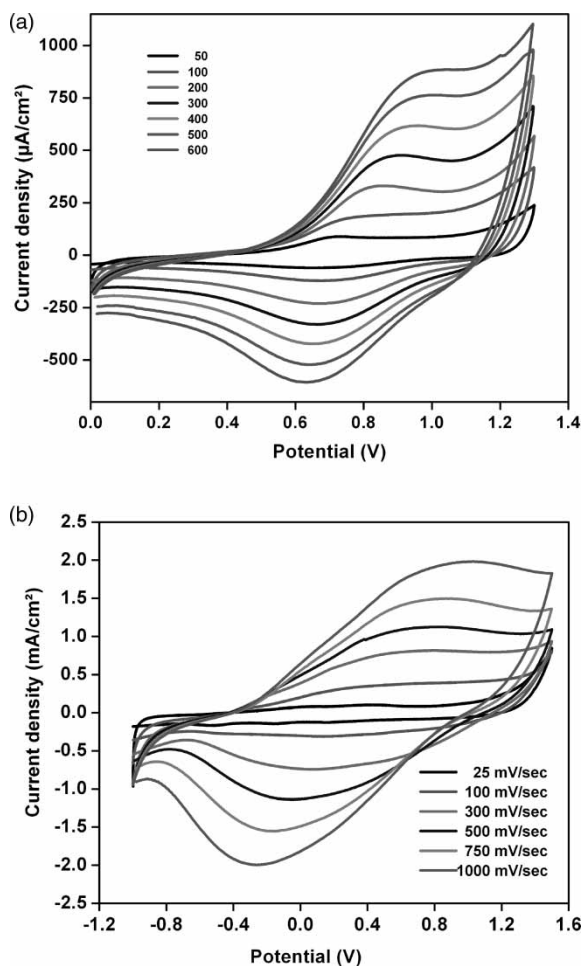 (a)
1000
750
500
250
0
-250
-500
Current density (µA/cm²)
50
100
200
300
400
500
600
0.0 0.2 0.4 0.6 0.8 1.0 1.2 1.4
Potential (V)
(b)
2.5
2.0
1.5
1.0
0.5
0.0
-0.5
-1.0
-1.5
-2.0
-2.5
Current density (mA/cm²)
25 mV/sec
100 mV/sec
300 mV/sec
500 mV/sec
750 mV/sec
1000 mV/sec
-1.2 -0.8 -0.4 0.0 0.4 0.8 1.2 1.6
Potential (V)